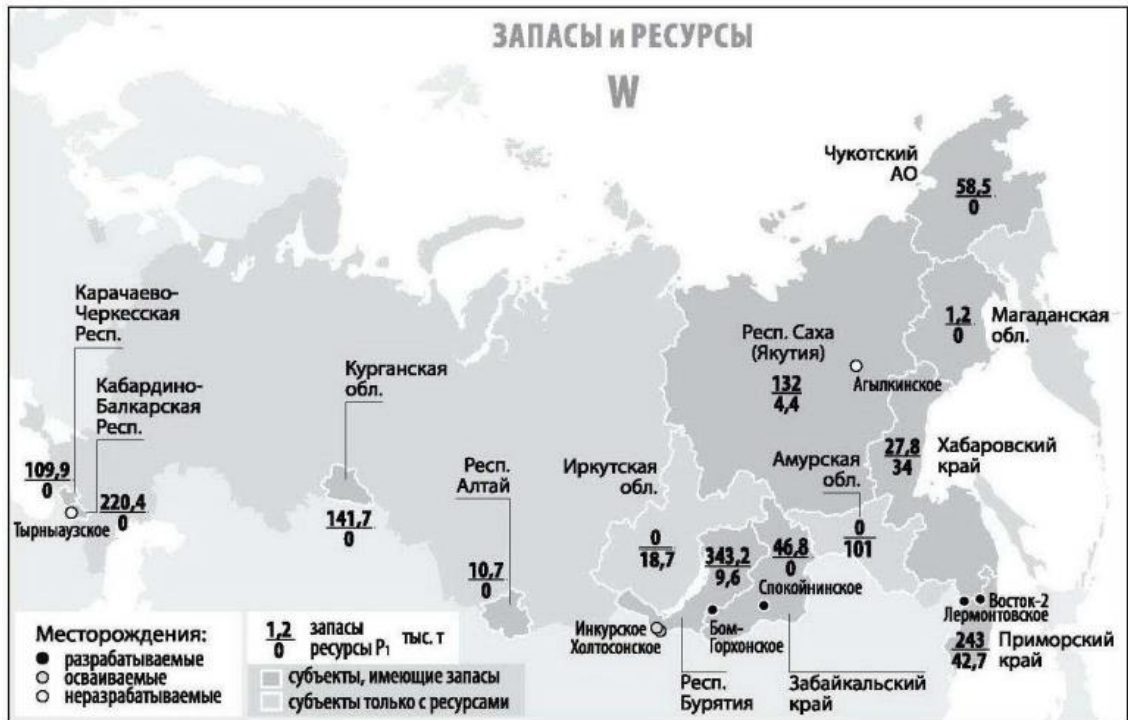 ЗАПАСЫ и РЕСУРСЫ
W
Чукотский
АО
58,5
0
Карачаево-
Черкесская
Респ.
Кабардино-
Балкарская
Респ.
109,9
0
Тырныаузское
220,4
0
Курганская
обл.
141,7
0
Респ.
Алтай
10,7
0
Иркутская
обл.
0
18,7
Респ. Саха
(Якутия)
132
4,4
Агылкинское
1,2
0
Магаданская
обл.
27,8
34
Хабаровский
край
Амурская
обл.
0
101
343,2
9,6
46,8
0
Спокойнинское
Инкурское
Холтосонское
Бом-
Горхонское
Респ.
Бурятия
Забайкальский
край
Восток-2
Лермонтовское
243
42,7
Приморский
край
Месторождения:
разрабатываемые
осваиваемые
неразрабатываемые
1,2
0
запасы
ресурсы P₁
тыс. т
субъекты, имеющие запасы
субъекты только с ресурсами